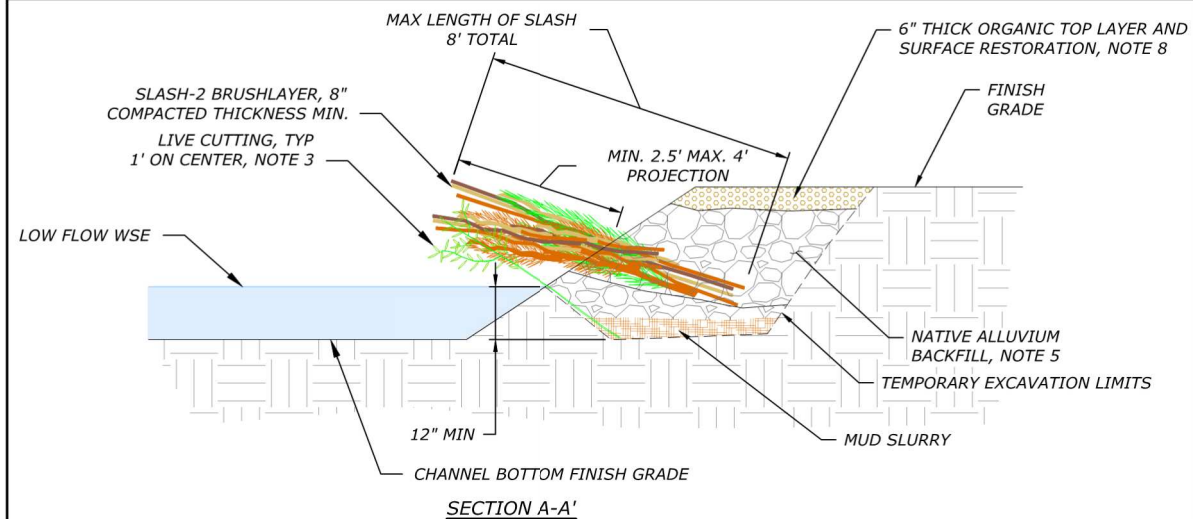 MAX LENGTH OF SLASH
8' TOTAL
6" THICK ORGANIC TOP LAYER AND
SURFACE RESTORATION, NOTE 8
SLASH-2 BRUSHLAYER, 8"
COMPACTED THICKNESS MIN.
FINISH
GRADE
LIVE CUTTING, TYP
1' ON CENTER, NOTE 3
MIN. 2.5' MAX. 4'
PROJECTION
LOW FLOW WSE
NATIVE ALLUVIUM
BACKFILL, NOTE 5
TEMPORARY EXCAVATION LIMITS
12" MIN
MUD SLURRY
CHANNEL BOTTOM FINISH GRADE
SECTION A-A'